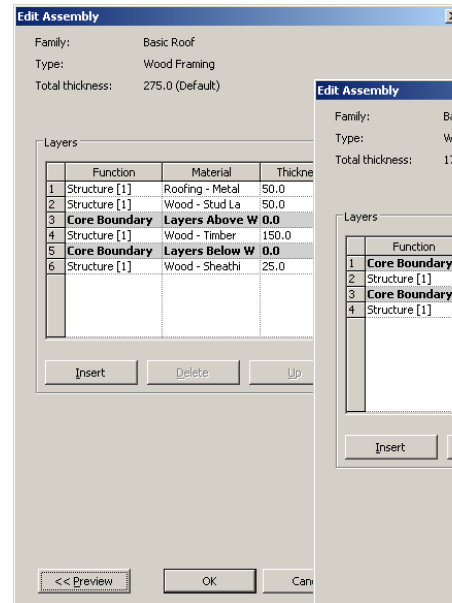 Edit Assembly
Family: Basic Roof
Type: Wood Framing
Total thickness: 275.0 (Default)
Layers
Function Material Thickne
1 Structure [1] Roofing - Metal 50.0
2 Structure [1] Wood - Stud La 50.0
3 Core Boundary Layers Above W 0.0
4 Structure [1] Wood - Timber 150.0
5 Core Boundary Layers Below W 0.0
6 Structure [1] Wood - Sheathi 25.0
Insert Delete Up
<< Preview OK Can
Edit Assembly
Family: Ba
Type: W
Total thickness: 17
Layers
Function
1 Core Boundary
2 Structure [1]
3 Core Boundary
4 Structure [1]
Insert